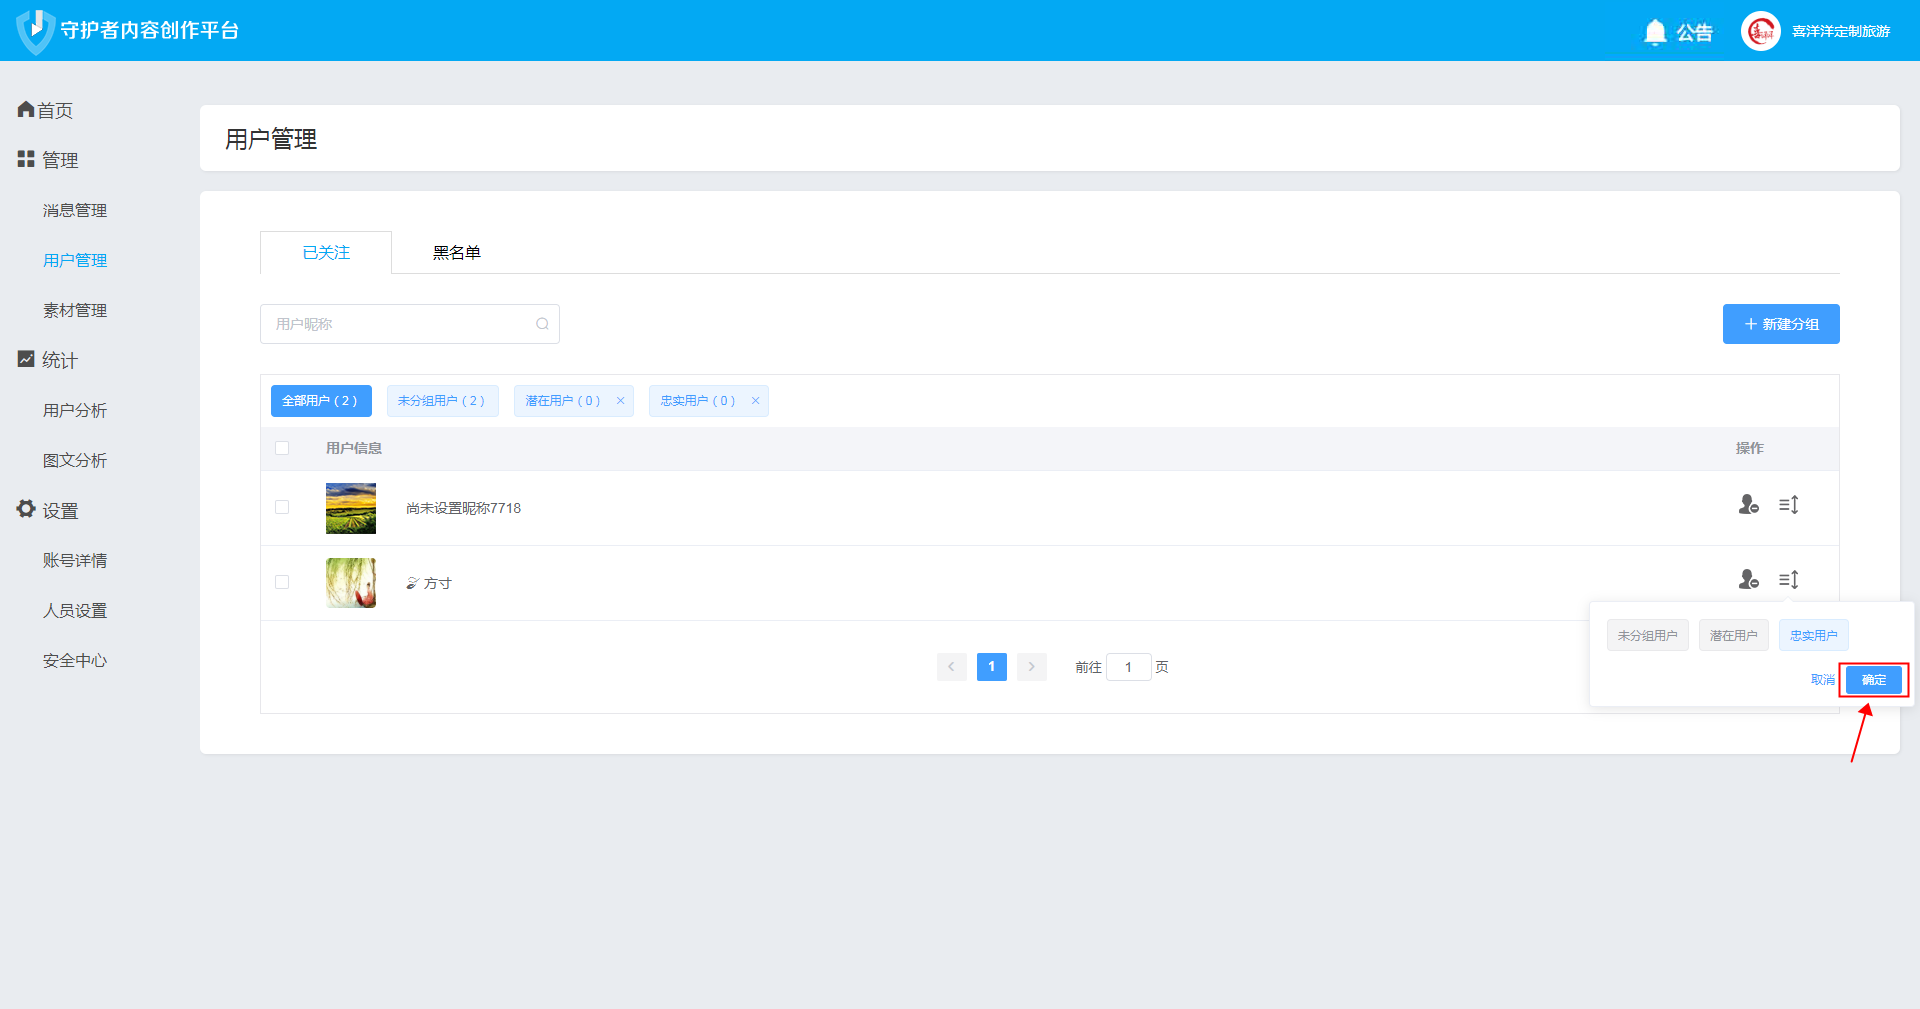 守护者内容创作平台
公告
喜洋洋定制旅游
首页
管理
消息管理
用户管理
素材管理
统计
用户分析
图文分析
设置
账号详情
人员设置
安全中心
用户管理
已关注
黑名单
用户昵称
新建分组
全部用户 ( 2 )
未分组用户 ( 2 )
潜在用户 ( 0 )
忠实用户 ( 0 )
用户信息
操作
尚未设置昵称7718
方寸
1
前往 1 页
未分组用户
潜在用户
忠实用户
取消
确定